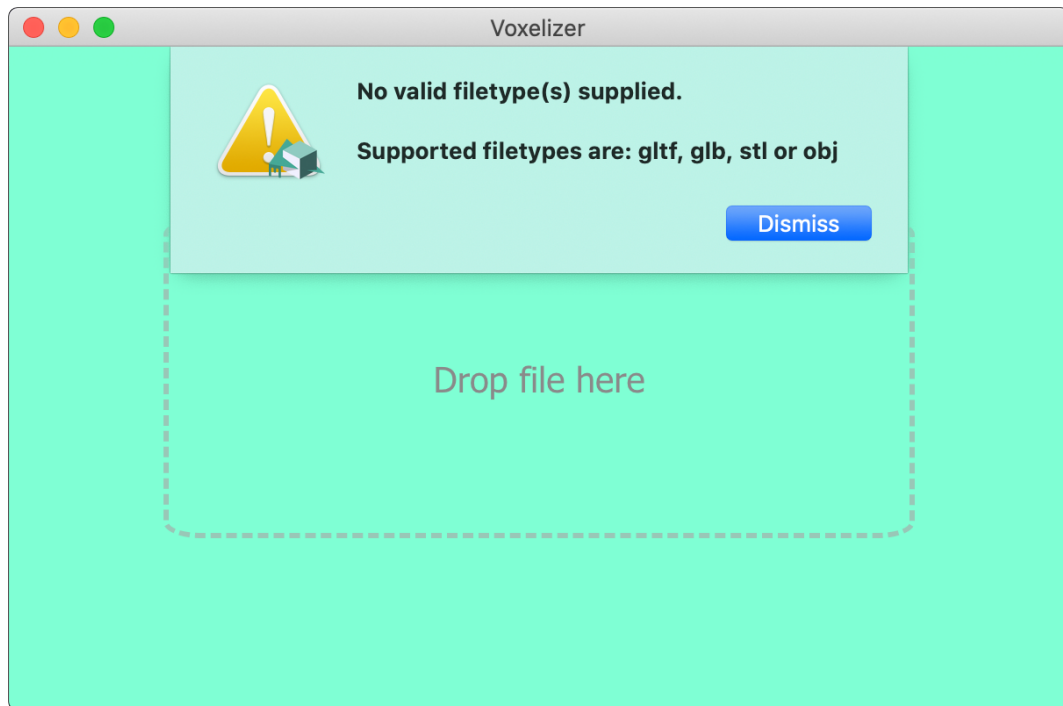 Voxelizer
No valid filetype(s) supplied.
Supported filetypes are: gltf, glb, stl or obj
Dismiss
Drop file here